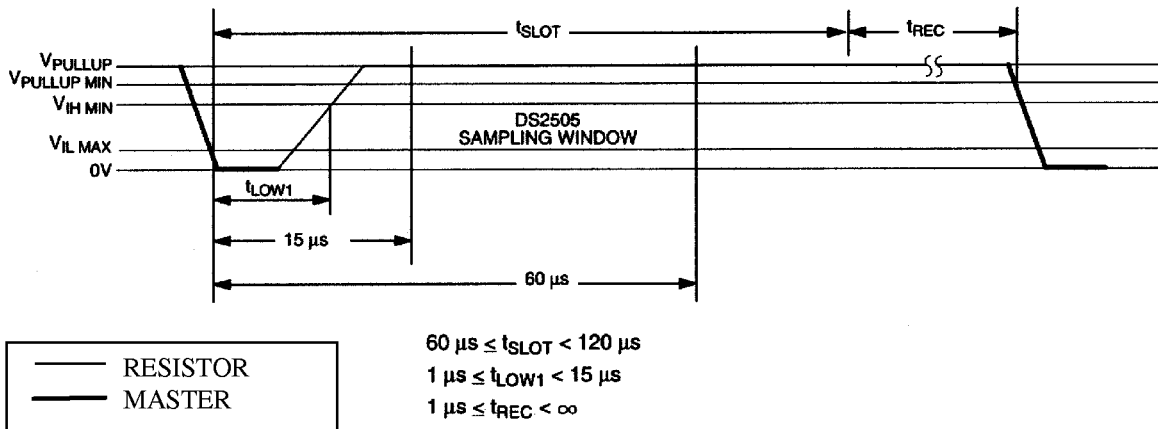 tSLOT
tREC
VPULLUP
VPULLUP MIN
VIH MIN
VIL MAX
0V
DS2505
SAMPLING WINDOW
tLOW1
15 μs
60 μs
RESISTOR
MASTER
60 μs ≤ tSLOT < 120 μs
1 μs ≤ tLOW1 < 15 μs
1 μs ≤ tREC < ∞